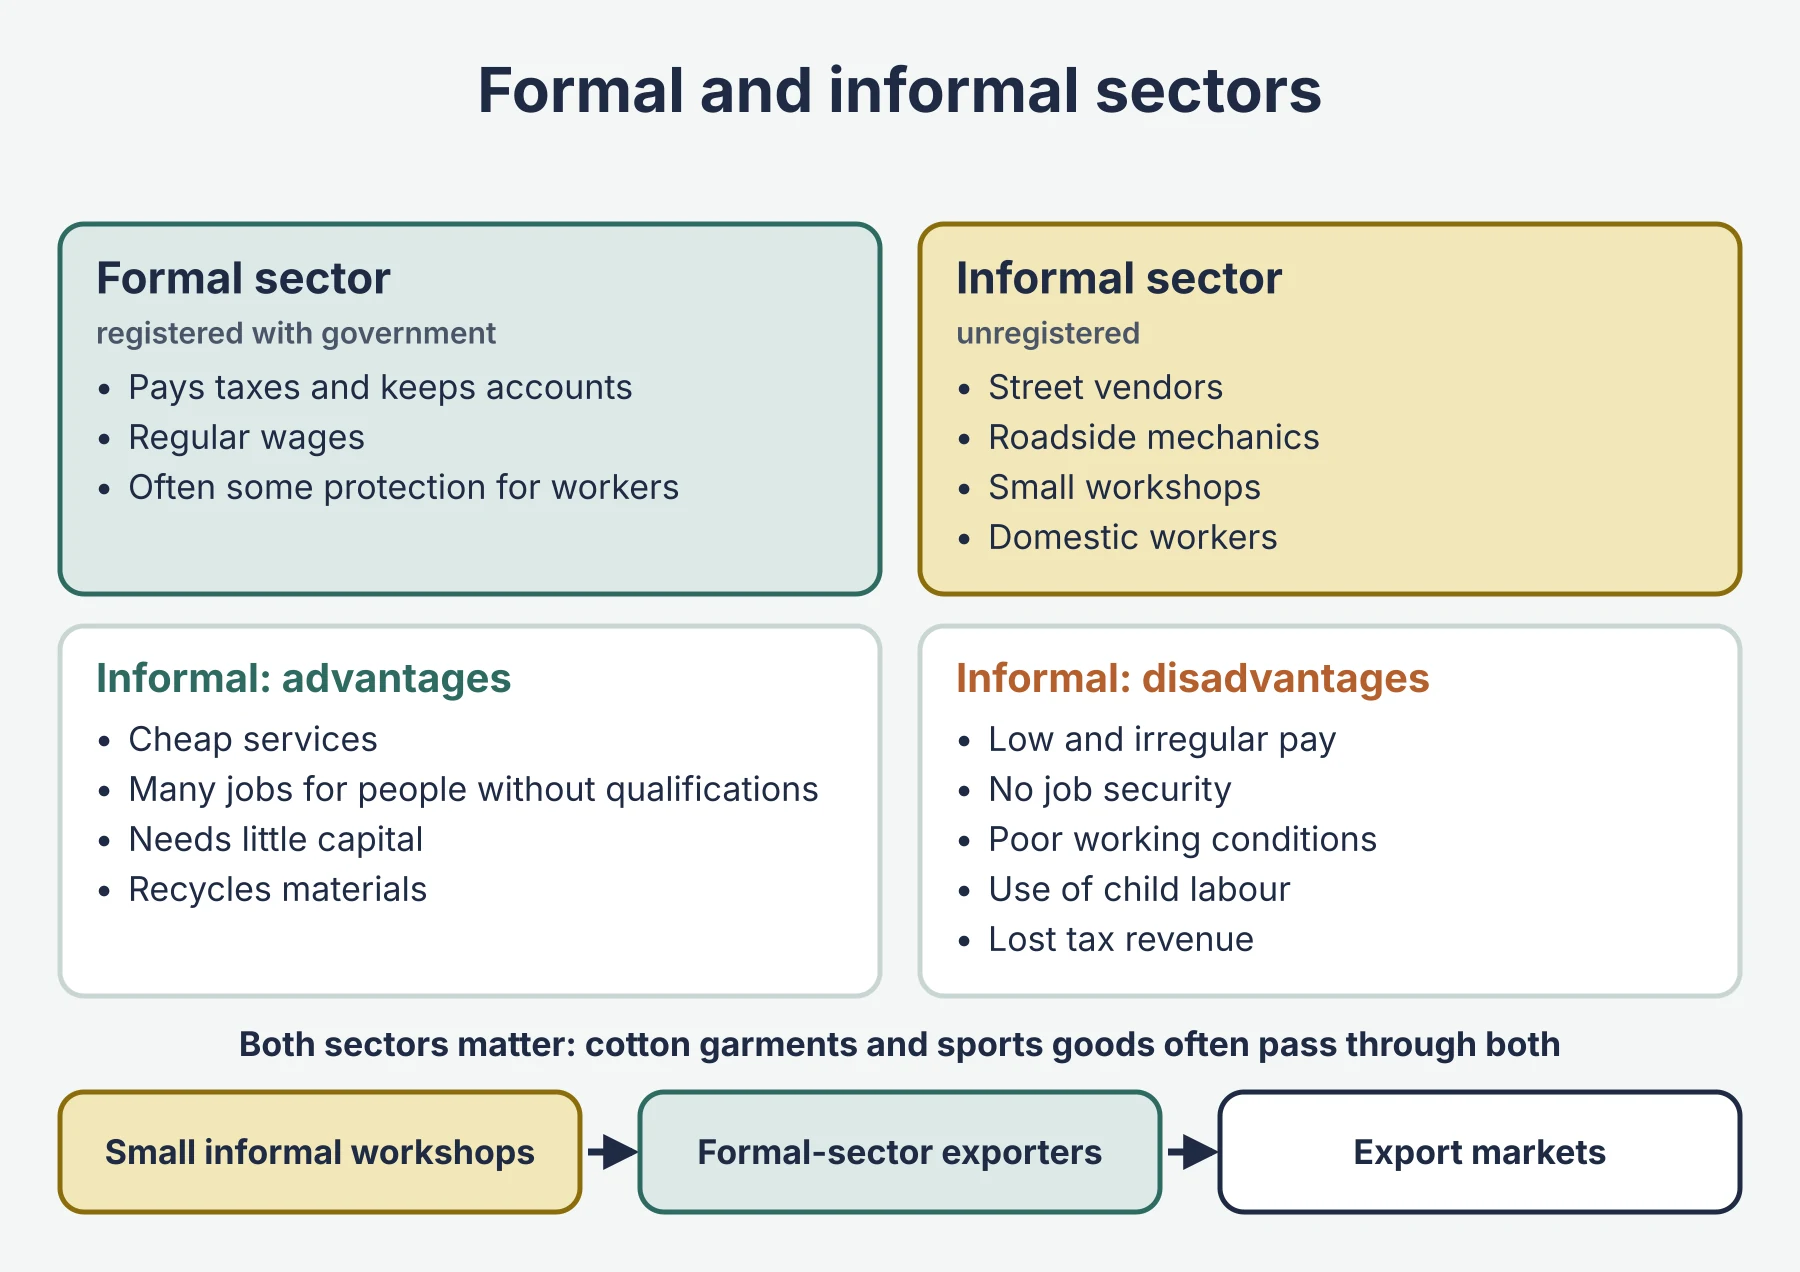 Formal and informal sectors
Formal sector
registered with government
• Pays taxes and keeps accounts
• Regular wages
• Often some protection for workers
Informal sector
unregistered
• Street vendors
• Roadside mechanics
• Small workshops
• Domestic workers
Informal: advantages
• Cheap services
• Many jobs for people without qualifications
• Needs little capital
• Recycles materials
Informal: disadvantages
• Low and irregular pay
• No job security
• Poor working conditions
• Use of child labour
• Lost tax revenue
Both sectors matter: cotton garments and sports goods often pass through both
Small informal workshops
Formal-sector exporters
Export markets